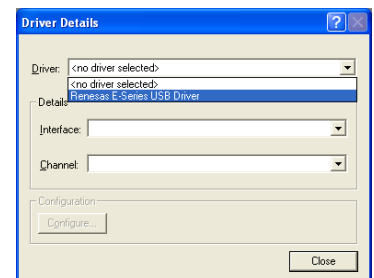 Driver Details
Driver: <no driver selected>
<no driver selected>
Renesas E-Series USB Driver
Details
Interface:
Channel:
Configuration
Configure...
Close